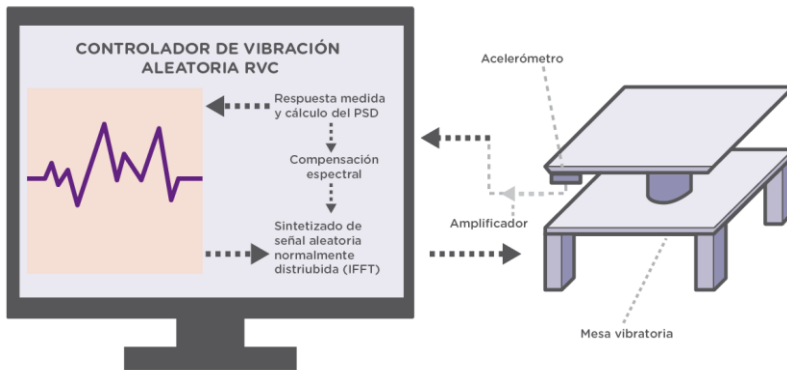 CONTROLADOR DE VIBRACIÓN
ALEATORIA RVC
Respuesta medida
y cálculo del PSD
Compensación
espectral
Sintetizado de
señal aleatoria
normalmente
distriubida (IFFT)
Acelerómetro
Amplificador
Mesa vibratoria